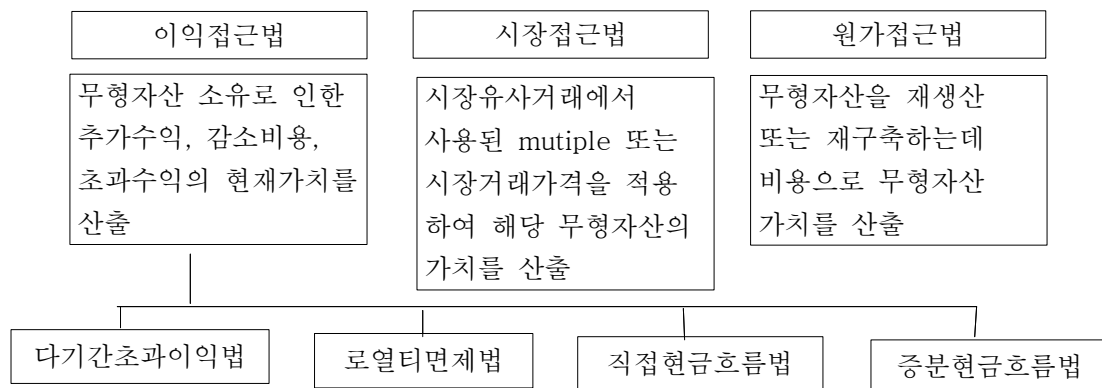 이익접근법
시장접근법
원가접근법
무형자산 소유로 인한
추가수익, 감소비용,
초과수익의 현재가치를
산출
시장유사거래에서
사용된 mutiple 또는
시장거래가격을 적용
하여 해당 무형자산의
가치를 산출
무형자산을 재생산
또는 재구축하는데
비용으로 무형자산
가치를 산출
다기간초과이익법
로열티면제법
직접현금흐름법
증분현금흐름법